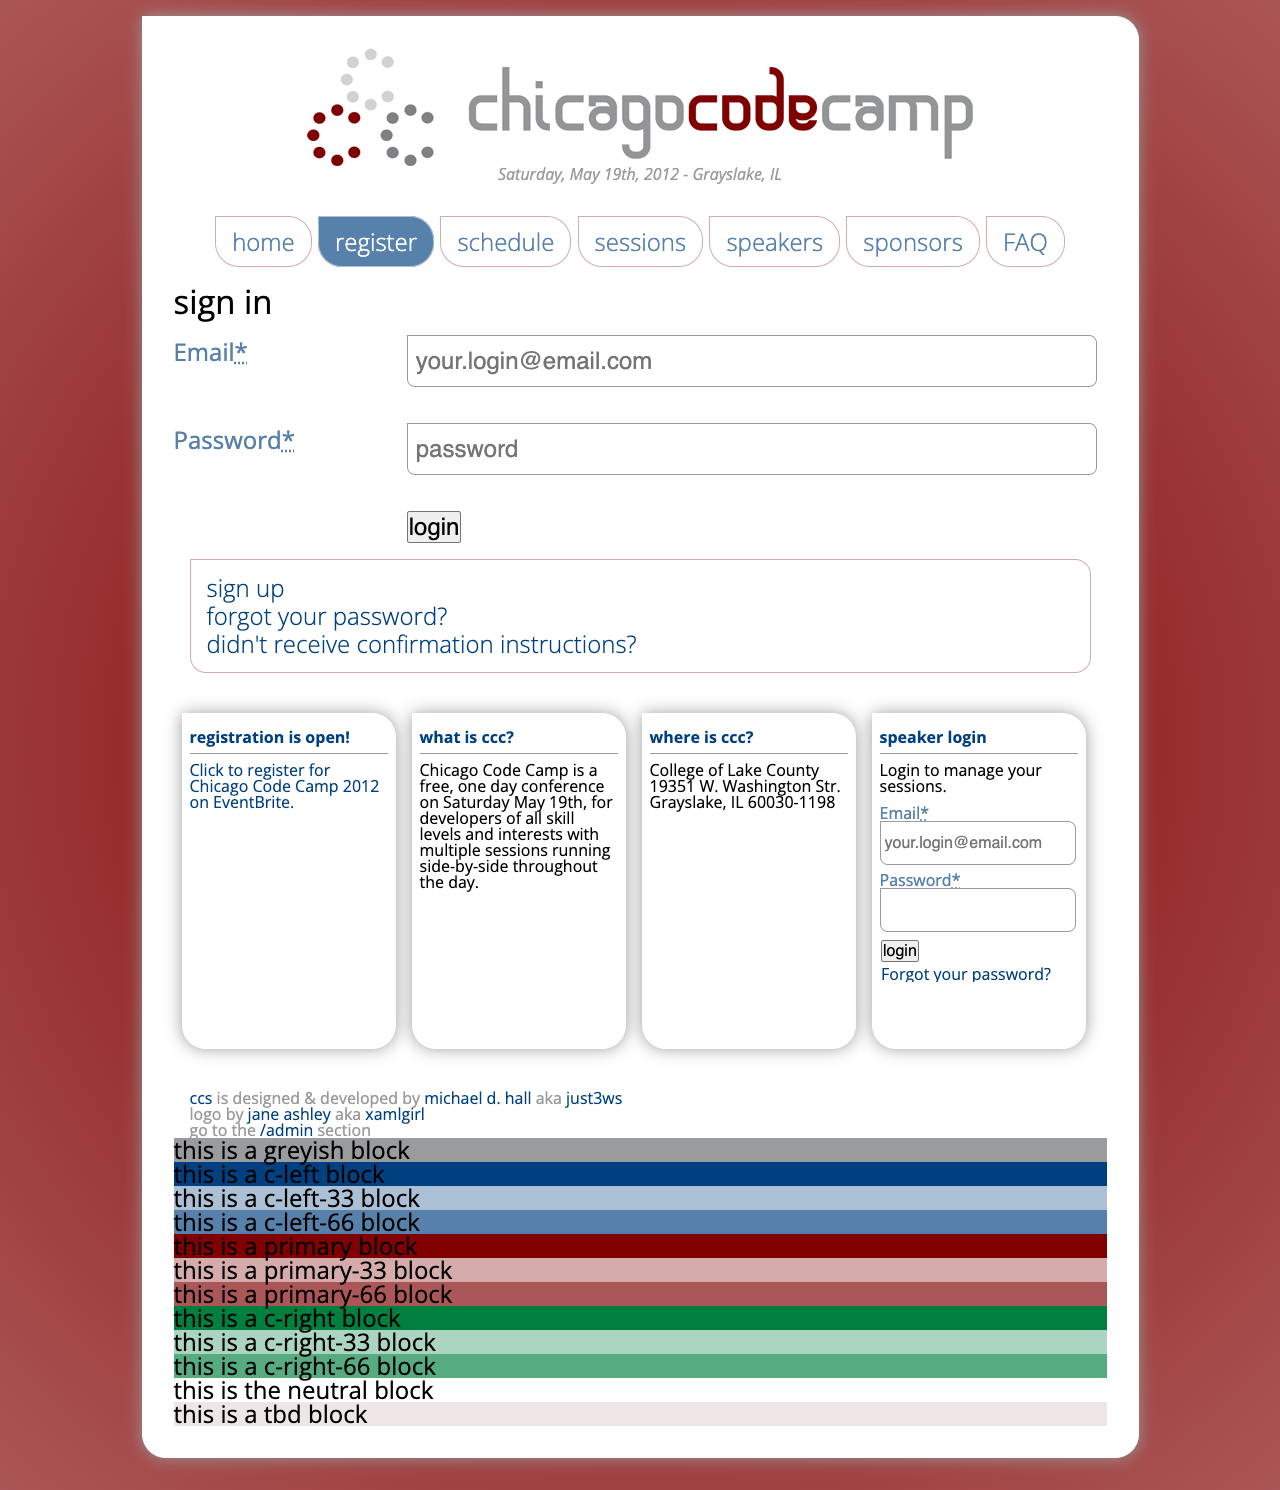 chicagocodecamp
Saturday, May 19th, 2012 - Grayslake, IL
home register schedule sessions speakers sponsors FAQ
sign in
Email*
your.login@email.com
Password*
password
login
sign up
forgot your password?
didn't receive confirmation instructions?
registration is open!
Click to register for
Chicago Code Camp 2012
on EventBrite.
what is ccc?
Chicago Code Camp is a
free, one day conference
on Saturday May 19th, for
developers of all skill
levels and interests with
multiple sessions running
side-by-side throughout
the day.
where is ccc?
College of Lake County
19351 W. Washington Str.
Grayslake, IL 60030-1198
speaker login
Login to manage your
sessions.
Email*
your.login@email.com
Password*
login
Forgot your password?
ccs is designed & developed by michael d. hall aka just3ws
logo by jane ashley aka xamlgirl
go to the /admin section
this is a greyish block
this is a c-left block
this is a c-left-33 block
this is a c-left-66 block
this is a primary block
this is a primary-33 block
this is a primary-66 block
this is a c-right block
this is a c-right-33 block
this is a c-right-66 block
this is the neutral block
this is a tbd block